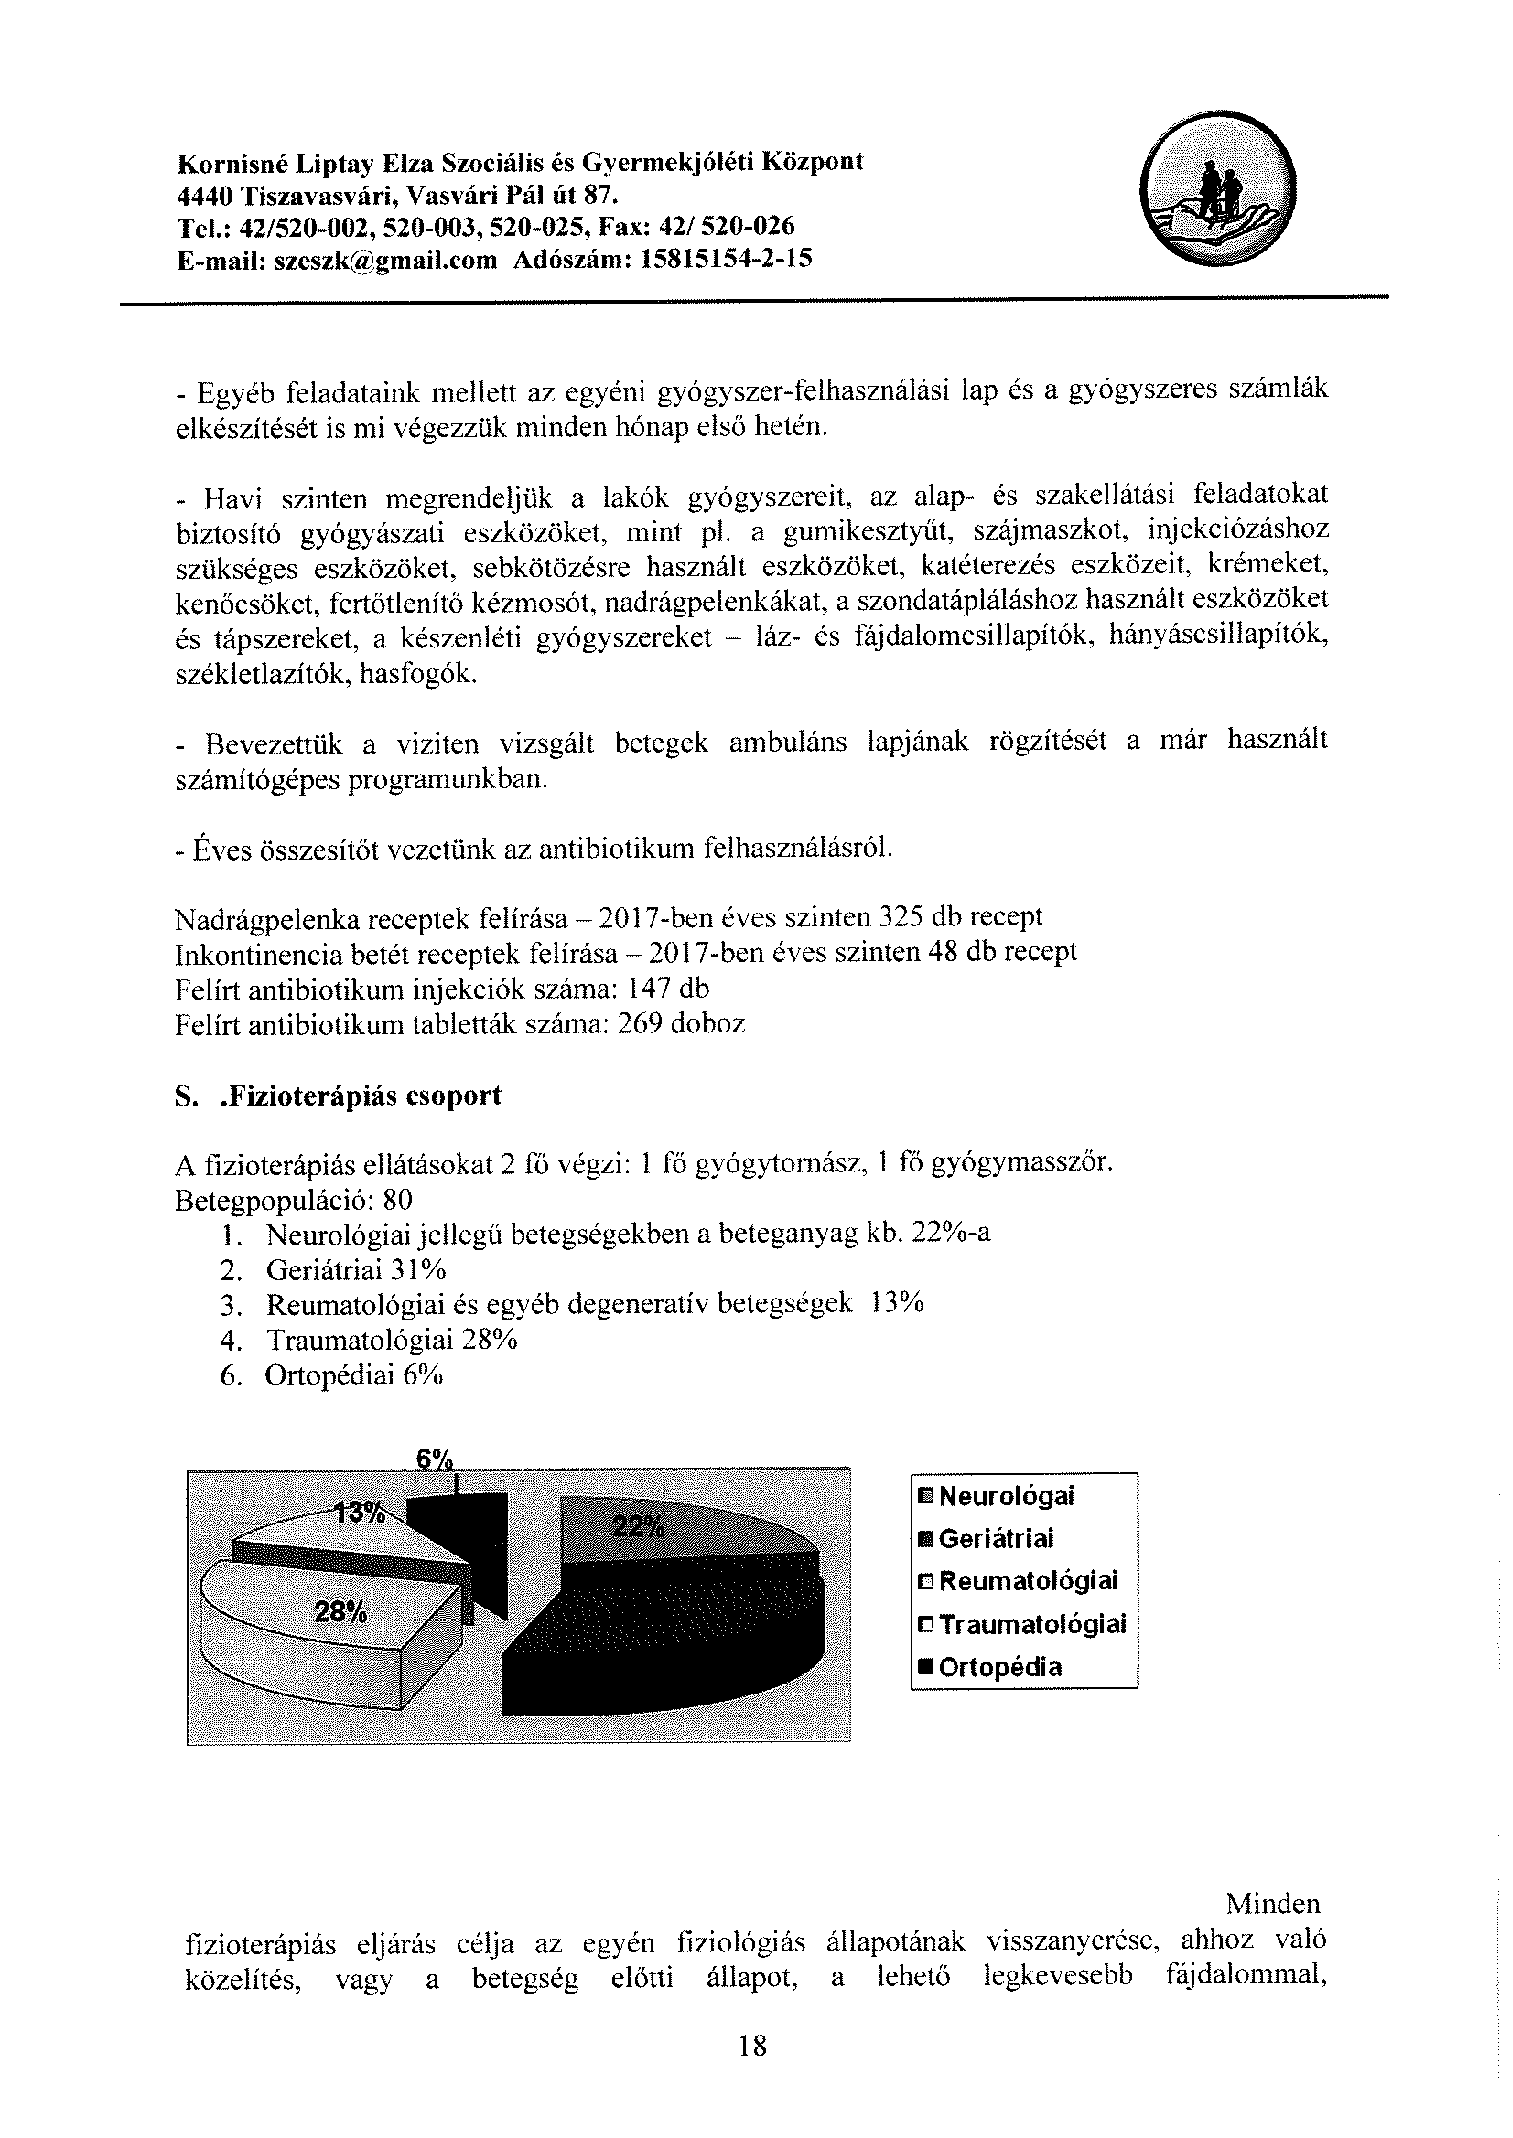 Kornisné Liptay Elza Szociális és Gyermekjóléti Központ
4440 Tiszavasvári, Vasvári Pál út 87.
Tel.: 42/520-002, 520-003, 520-025, Fax: 42/ 520-026
E-mail: szeszk@gmail.com Adószám: 15815154-2-15
- Egyéb feladataink mellett az egyéni gyógyszer-felhasználási lap és a gyógyszeres számlák
elkészítését is mi végezzük minden hónap első hetén.
- Havi szinten megrendeljük a lakók gyógyszereit, az alap- és szakellátási feladatokat
biztosító gyógyászati eszközöket, mint pl. a gumikesztyűt, szájmaszkot, injekciózáshoz
szükséges eszközöket, sebkötözésre használt eszközöket, katéterezés eszközeit, krémeket,
kenőcsöket, fertőtlenítő kézmosót, nadrágpelenkákat, a szondatápláláshoz használt eszközöket
és tápszereket, a készenléti gyógyszereket – láz- és fájdalomcsillapítók, hányáscsillapítók,
székletlazítók, hasfogók.
- Bevezettük a viziten vizsgált betegek ambuláns lapjának rögzítését a már használt
számítógépes programunkban.
- Éves összesítőt vezetünk az antibiotikum felhasználásról.
Nadrágpelenka receptek felírása – 2017-ben éves szinten 325 db recept
Inkontinencia betét receptek felírása – 2017-ben éves szinten 48 db recept
Felírt antibiotikum injekciók száma: 147 db
Felírt antibiotikum tabletták száma: 269 doboz
S. .Fizioterápiás csoport
A fizioterápiás ellátásokat 2 fő végzi: 1 fő gyógytornász, 1 fő gyógymasszőr.
Betegpopuláció: 80
1. Neurológiai jellegű betegségekben a beteganyag kb. 22%-a
2. Geriátriai 31%
3. Reumatológiai és egyéb degeneratív betegségek 13%
4. Traumatológiai 28%
6. Ortopédiai 6%
6%
13%
22%
28%
Neurológai
Geriátriai
Reumatológiai
Traumatológiai
Ortopédia
Minden
fizioterápiás eljárás célja az egyén fiziológiás állapotának visszanyerése, ahhoz való
közelítés, vagy a betegség előtti állapot, a lehető legkevesebb fájdalommal,
18